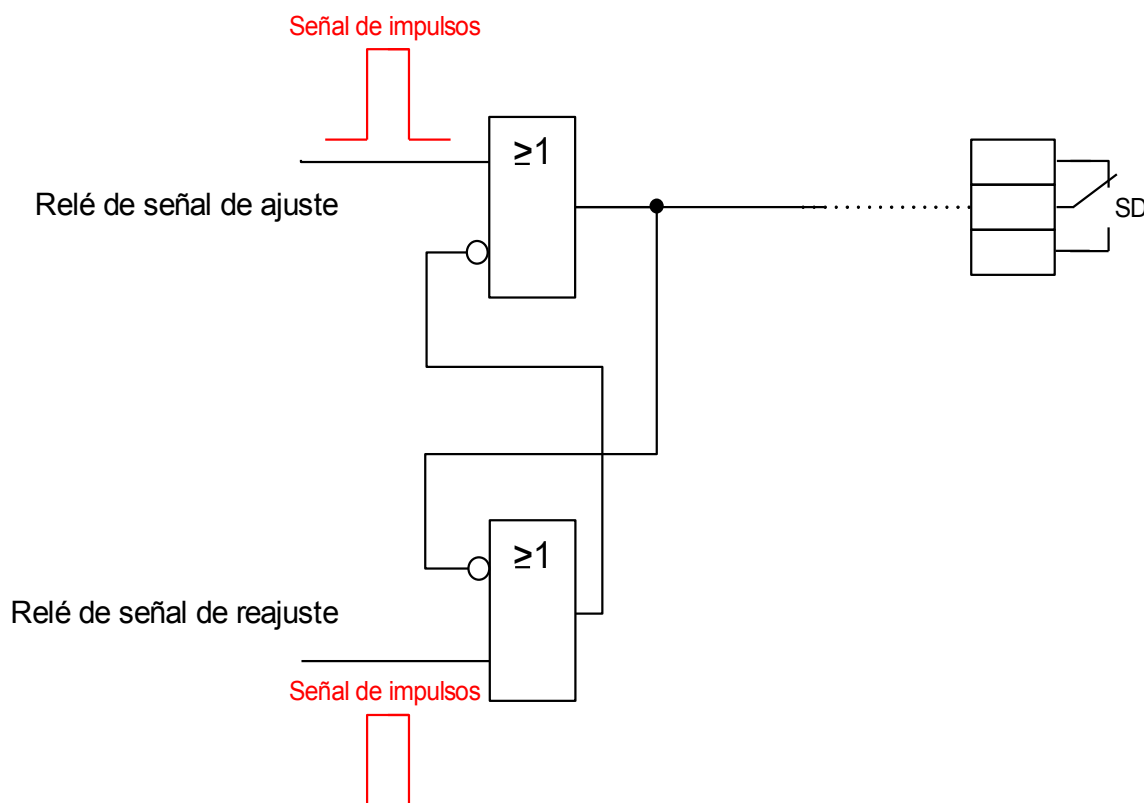 Señal de impulsos
≥1
Relé de señal de ajuste
SD
≥1
Relé de señal de reajuste
Señal de impulsos